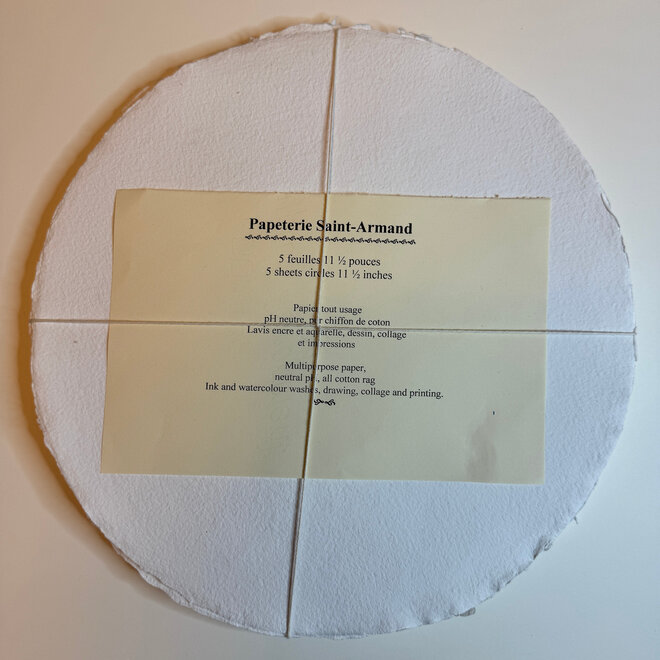 Papeterie Saint-Armand
5 feuilles 11 ½ pouces
5 sheets circles 11 ½ inches
Papier tout usage
pH neutre, pur chiffon de coton
Lavis encre et aquarelle, dessin, collage
et impressions
Multipurpose paper,
neutral pH, all cotton rag
Ink and watercolour washes, drawing, collage and printing.